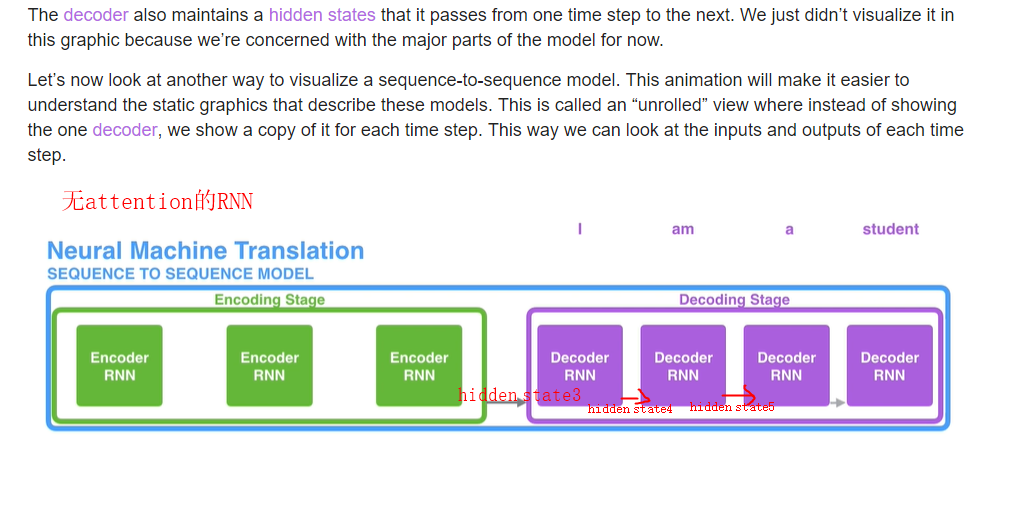 The decoder also maintains a hidden states that it passes from one time step to the next. We just didn’t visualize it in
this graphic because we’re concerned with the major parts of the model for now.
Let’s now look at another way to visualize a sequence-to-sequence model. This animation will make it easier to
understand the static graphics that describe these models. This is called an “unrolled” view where instead of showing
the one decoder, we show a copy of it for each time step. This way we can look at the inputs and outputs of each time
step.
无attention的RNN
I am a student
Neural Machine Translation
SEQUENCE TO SEQUENCE MODEL
Encoding Stage Decoding Stage
Encoder Encoder Encoder Decoder Decoder Decoder Decoder
RNN RNN RNN RNN RNN RNN RNN
hidden state3
hidden state4 hidden state5